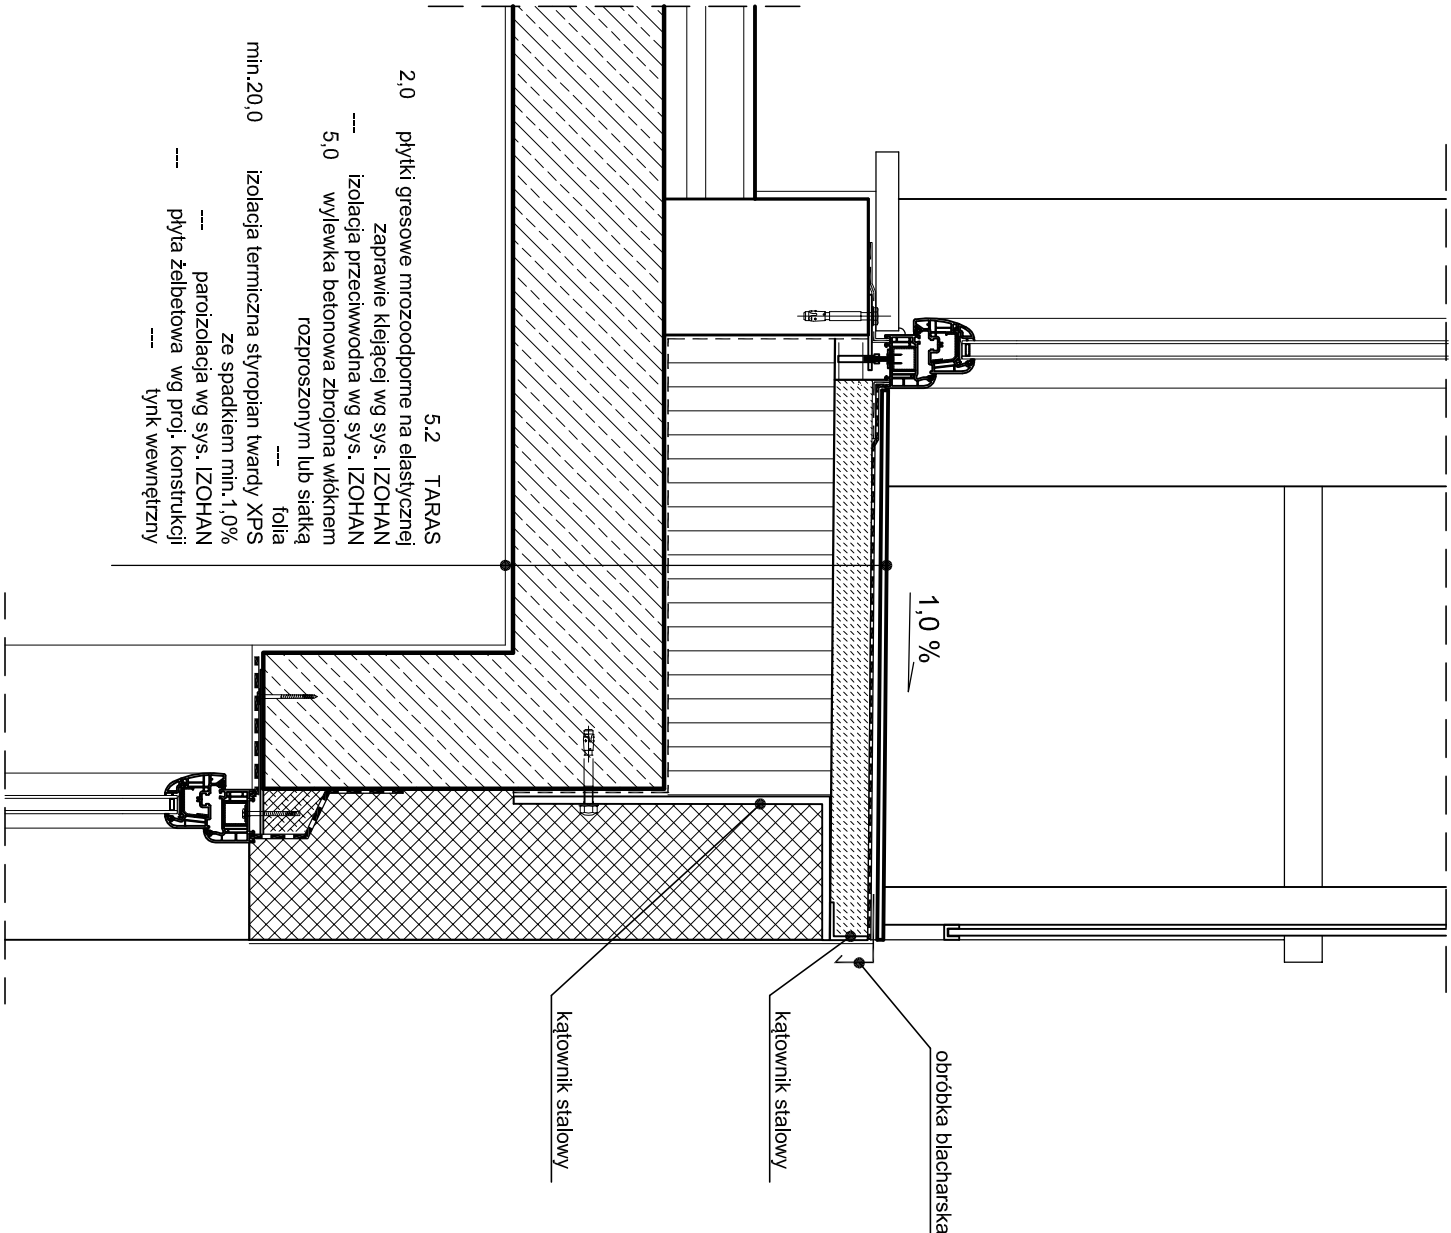 5.2 TARAS
2,0 płytki gresowe mrozoodporne na elastycznej
zaprawie klejącej wg sys. IZOHAN
--- izolacja przeciwwodna wg sys. IZOHAN
5,0 wylewka betonowa zbrojona włóknem
rozproszonym lub siatką
--- folia
min.20,0 izolacja termiczna styropian twardy XPS
ze spadkiem min.1,0%
--- paroizolacja wg sys. IZOHAN
--- płyta żelbetowa wg proj. konstrukcji
--- tynk wewnętrzny
1,0 %
obróbka blacharska
kątownik stalowy
kątownik stalowy